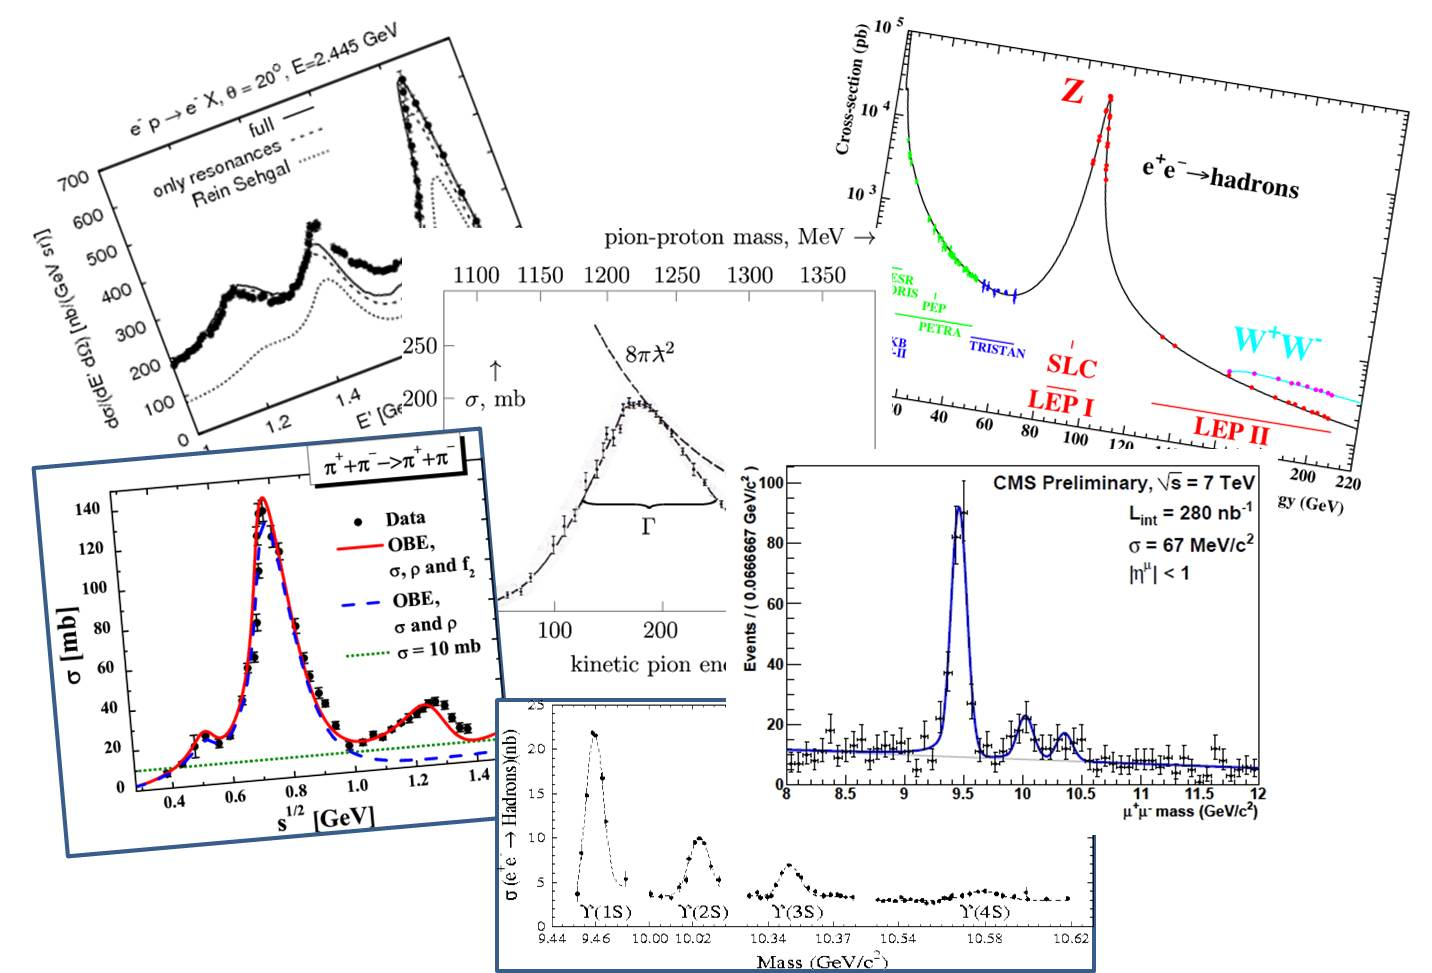 e⁻ p → e⁻ X, θ = 20°, E=2.445 GeV
full
only resonances
Rein Sehgal
700
600
500
400
300
200
100
0
dσ/(dE' dΩ) [nb/(GeV sr)]
1
1.2
1.4
pion-proton mass, MeV →
1100 1150 1200 1250 1300 1350
250
200
↑
σ, mb
8πƛ²
Γ
100 200
kinetic pion
10⁵
10⁴
10³
Cross-section (pb)
Z
e⁺e⁻→hadrons
PEP
PETRA
TRISTAN
SLC
LEP I
W⁺W⁻
LEP II
40 60 80 100 120 200 220
gy (GeV)
π⁺+π⁻->π⁺+π⁻
Data
OBE,
σ, ρ and f₂
OBE,
σ and ρ
σ = 10 mb
140
120
100
80
60
40
20
0
σ [mb]
0.4 0.6 0.8 1.0 1.2 1.4
s^1/2 [GeV]
CMS Preliminary, √s = 7 TeV
L_int = 280 nb⁻¹
σ = 67 MeV/c²
|η^μ| < 1
100
80
60
40
20
0
Events / ( 0.0666667 GeV/c² )
8 8.5 9 9.5 10 10.5 11 11.5 12
μ⁺μ⁻ mass (GeV/c²)
25
20
15
10
5
0
σ (e⁺e⁻ → Hadrons)(nb)
ϒ(1S) ϒ(2S) ϒ(3S) ϒ(4S)
9.44 9.46 10.00 10.02 10.34 10.37 10.54 10.58 10.62
Mass (GeV/c²)